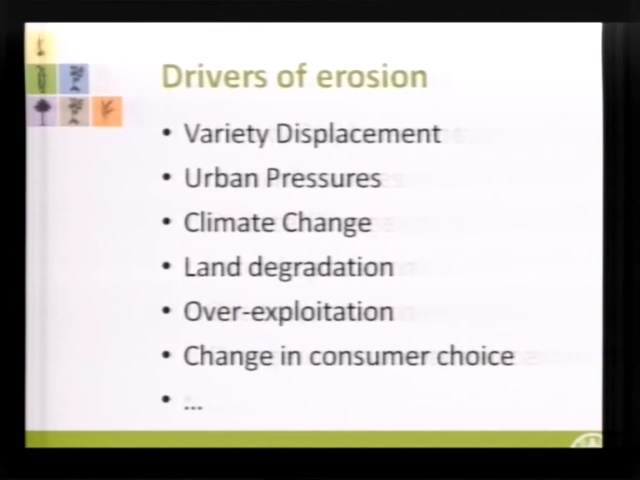 Drivers of erosion
• Variety Displacement
• Urban Pressures
• Climate Change
• Land degradation
• Over-exploitation
• Change in consumer choice
• ...